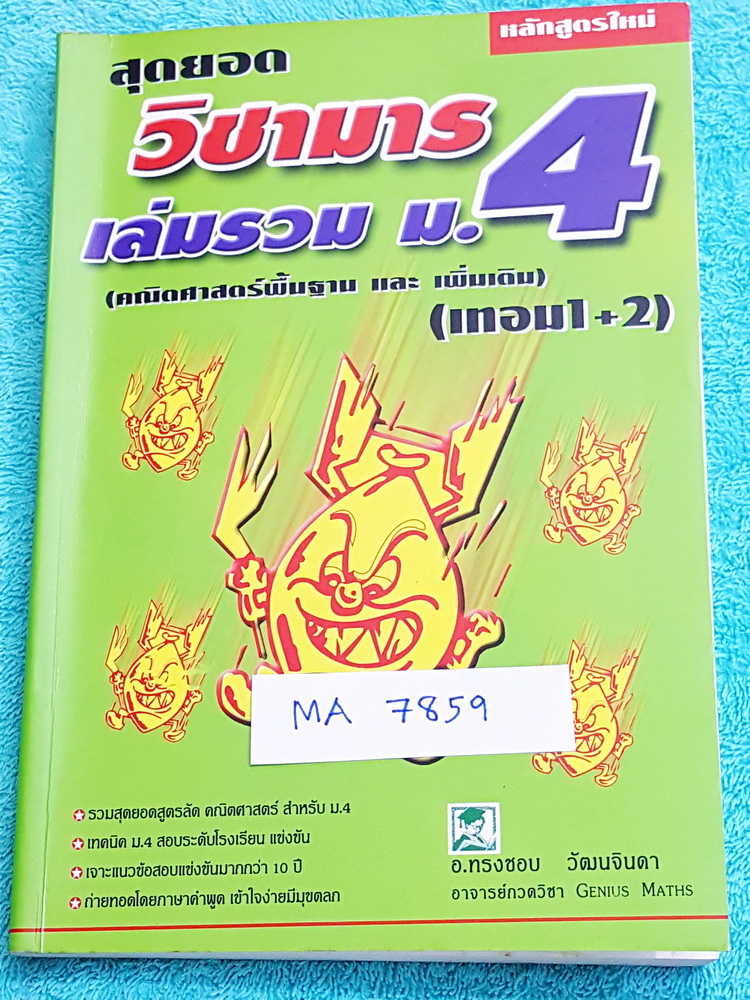 หลักสูตรใหม่
สุดยอด
วิชามาร
เล่มรวม ม.4
(คณิตศาสตร์พื้นฐาน และ เพิ่มเติม)
(เทอม1+2)
MA 7859
รวมสุดยอดสูตรลัด คณิตศาสตร์ สำหรับ ม.4
เทคนิค ม.4 สอบระดับโรงเรียน แข่งขัน
เจาะแนวข้อสอบแข่งขันมากกว่า 10 ปี
ถ่ายทอดโดยภาษาคำพูด เข้าใจง่ายมีมุขตลก
อ.ทรงชอบ วัฒนจินดา
อาจารย์กวดวิชา GENIUS MATHS